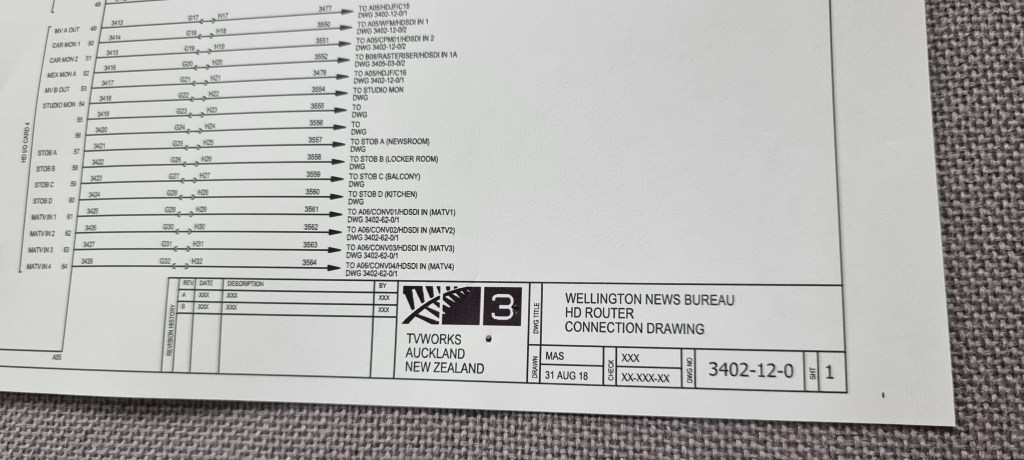 48
3477
TO A05/HDJF/C15
DWG 3402-12-0/1
MV A OUT 49 3413 G17 H17 3550 TO A05/WFM/HDSDI IN 1
DWG 3402-12-0/2
CAR MON 1 50 3414 G18 H18 3551 TO A05/CPM01/HDSDI IN 2
DWG 3402-12-0/2
CAR MON 2 51 3415 G19 H19 3552 TO B08/RASTERISER/HDSDI IN 1A
DWG 3405-03-0/2
MEX MON A 52 3416 G20 H20 3478 TO A05/HDJF/C16
DWG 3402-12-0/1
MV B OUT 53 3417 G21 H21 3554 TO STUDIO MON
DWG
STUDIO MON 54 3418 G22 H22 3555 TO
DWG
55 3419 G23 H23 3556 TO
DWG
56 3420 G24 H24 3557 TO STOB A (NEWSROOM)
DWG
STOB A 57 3421 G25 H25 3558 TO STOB B (LOCKER ROOM)
DWG
STOB B 58 3422 G26 H26 3559 TO STOB C (BALCONY)
DWG
STOB C 59 3423 G27 H27 3560 TO STOB D (KITCHEN)
DWG
STOB D 60 3424 G28 H28 3561 TO A06/CONV01/HDSDI IN (MATV1)
DWG 3402-62-0/1
MATV IN 1 61 3425 G29 H29 3562 TO A06/CONV02/HDSDI IN (MATV2)
DWG 3402-62-0/1
MATV IN 2 62 3426 G30 H30 3563 TO A06/CONV03/HDSDI IN (MATV3)
DWG 3402-62-0/1
MATV IN 3 63 3427 G31 H31 3564 TO A06/CONV04/HDSDI IN (MATV4)
DWG 3402-62-0/1
MATV IN 4 64 3428 G32 H32
HD I/O CARD 4
A05
REVISION HISTORY
REV DATE DESCRIPTION BY
A XXX XXX XXX
B XXX XXX XXX
3
TVWORKS
AUCKLAND
NEW ZEALAND
DWG TITLE
WELLINGTON NEWS BUREAU
HD ROUTER
CONNECTION DRAWING
DRAWN
MAS
31 AUG 18
CHECK
XXX
XX-XXX-XX
DWG NO
3402-12-0
SHT
1